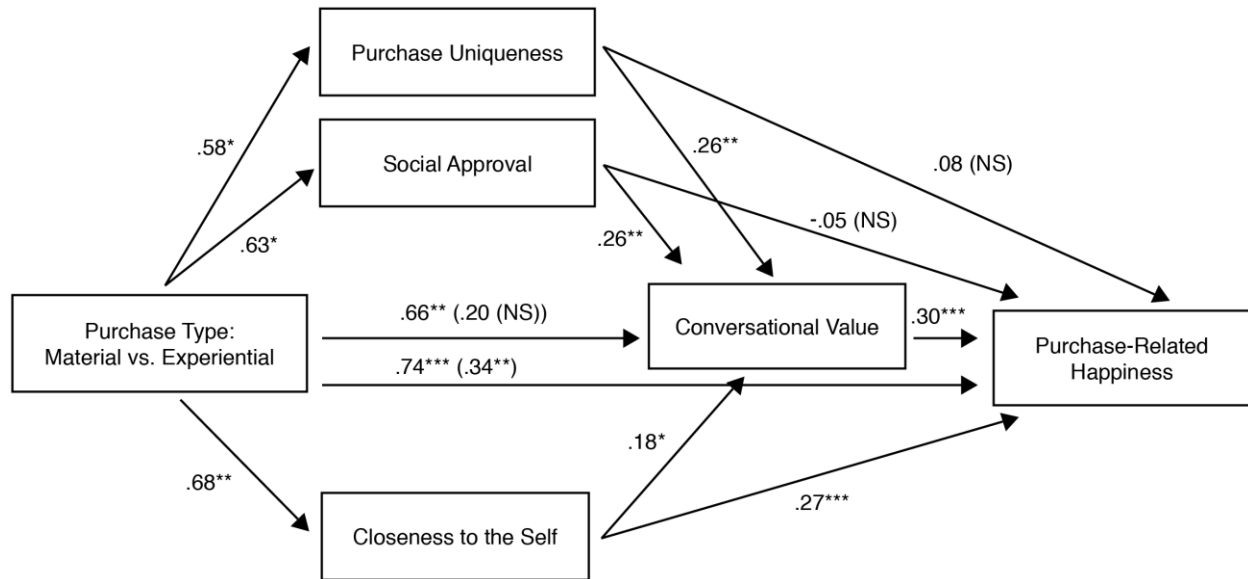 Purchase Uniqueness
.58*
Social Approval
.26**
.08 (NS)
-.05 (NS)
.63*
.26**
Purchase Type:
Material vs. Experiential
.66** (.20 (NS))
Conversational Value
.30***
Purchase-Related
Happiness
.74*** (.34**)
.68**
.18*
.27***
Closeness to the Self